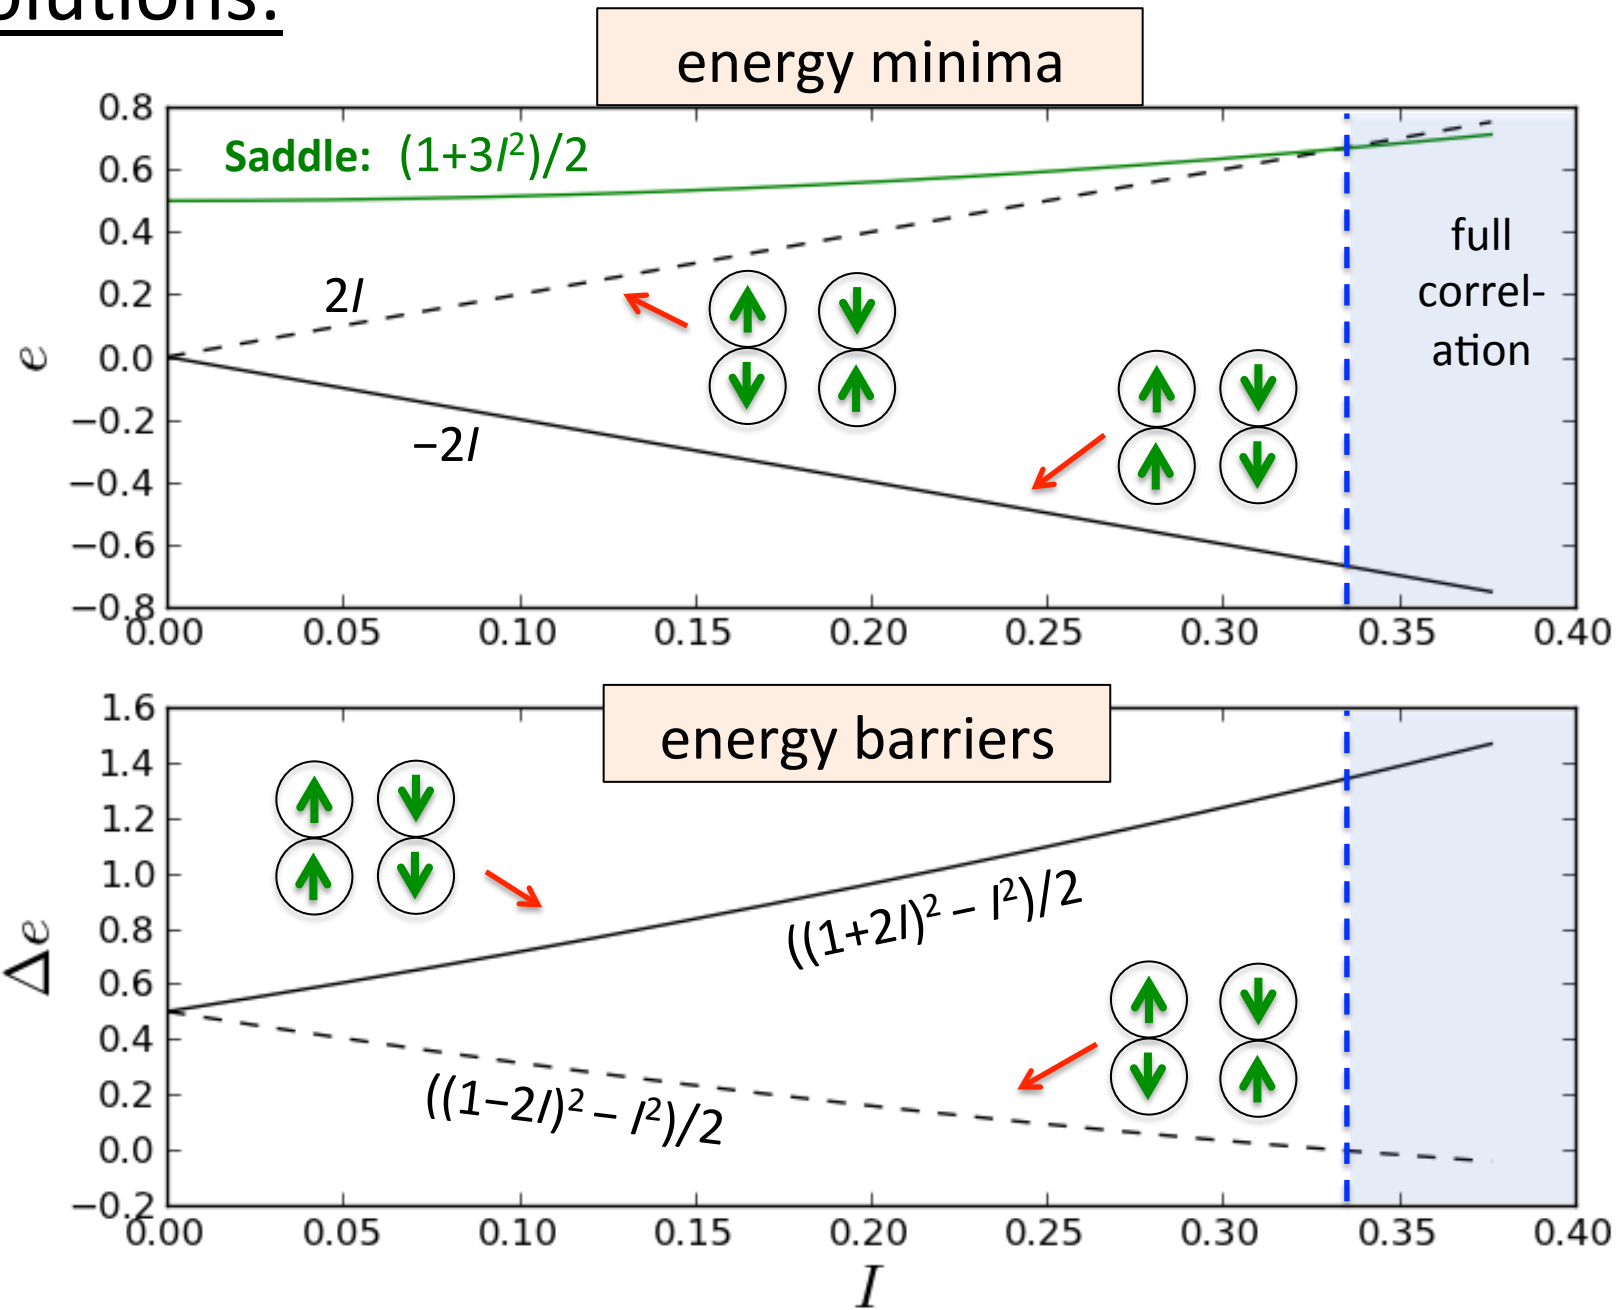 olutions:
energy minima
0.8
0.6
0.4
0.2
0.0
−0.2
−0.4
−0.6
−0.8
e
Saddle: (1+3I²)/2
2I
−2I
full
correl-
ation
0.00 0.05 0.10 0.15 0.20 0.25 0.30 0.35 0.40
energy barriers
1.6
1.4
1.2
1.0
0.8
0.6
0.4
0.2
0.0
−0.2
Δe
((1+2I)² − I²)/2
((1−2I)² − I²)/2
0.00 0.05 0.10 0.15 0.20 0.25 0.30 0.35 0.40
I